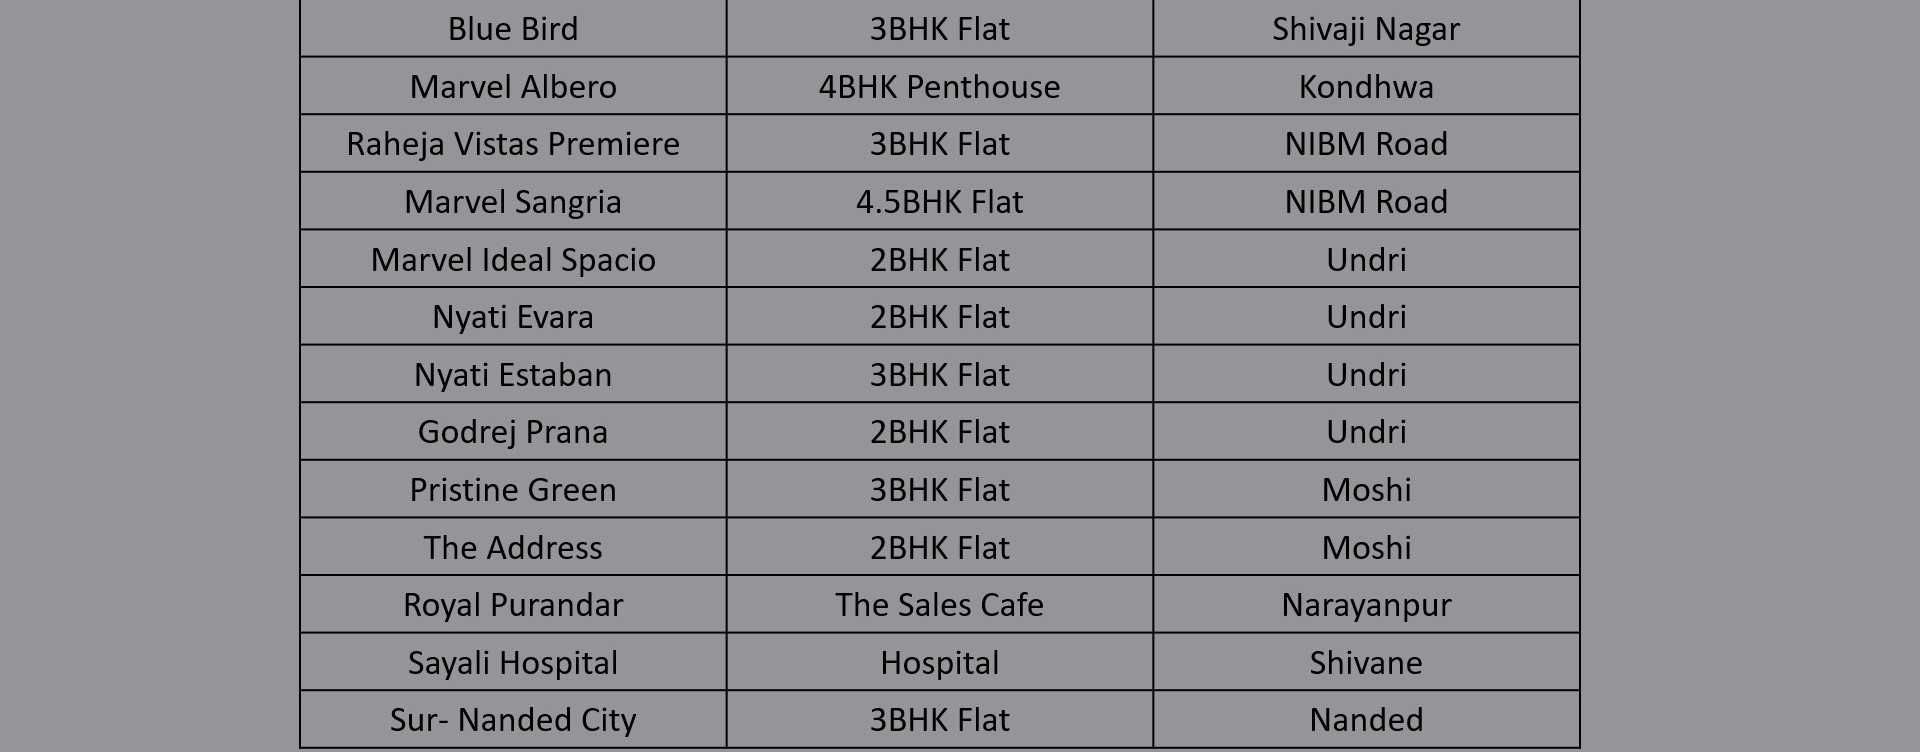 Blue Bird 3BHK Flat Shivaji Nagar
Marvel Albero 4BHK Penthouse Kondhwa
Raheja Vistas Premiere 3BHK Flat NIBM Road
Marvel Sangria 4.5BHK Flat NIBM Road
Marvel Ideal Spacio 2BHK Flat Undri
Nyati Evara 2BHK Flat Undri
Nyati Estaban 3BHK Flat Undri
Godrej Prana 2BHK Flat Undri
Pristine Green 3BHK Flat Moshi
The Address 2BHK Flat Moshi
Royal Purandar The Sales Cafe Narayanpur
Sayali Hospital Hospital Shivane
Sur- Nanded City 3BHK Flat Nanded